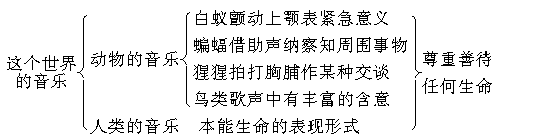 这个世界
的音乐
动物的音乐
白蚁颤动上颚表紧急意义
蝙蝠借助声纳察知周围事物
猩猩拍打胸脯作某种交谈
鸟类歌声中有丰富的含意
人类的音乐 本能生命的表现形式
尊重善待
任何生命